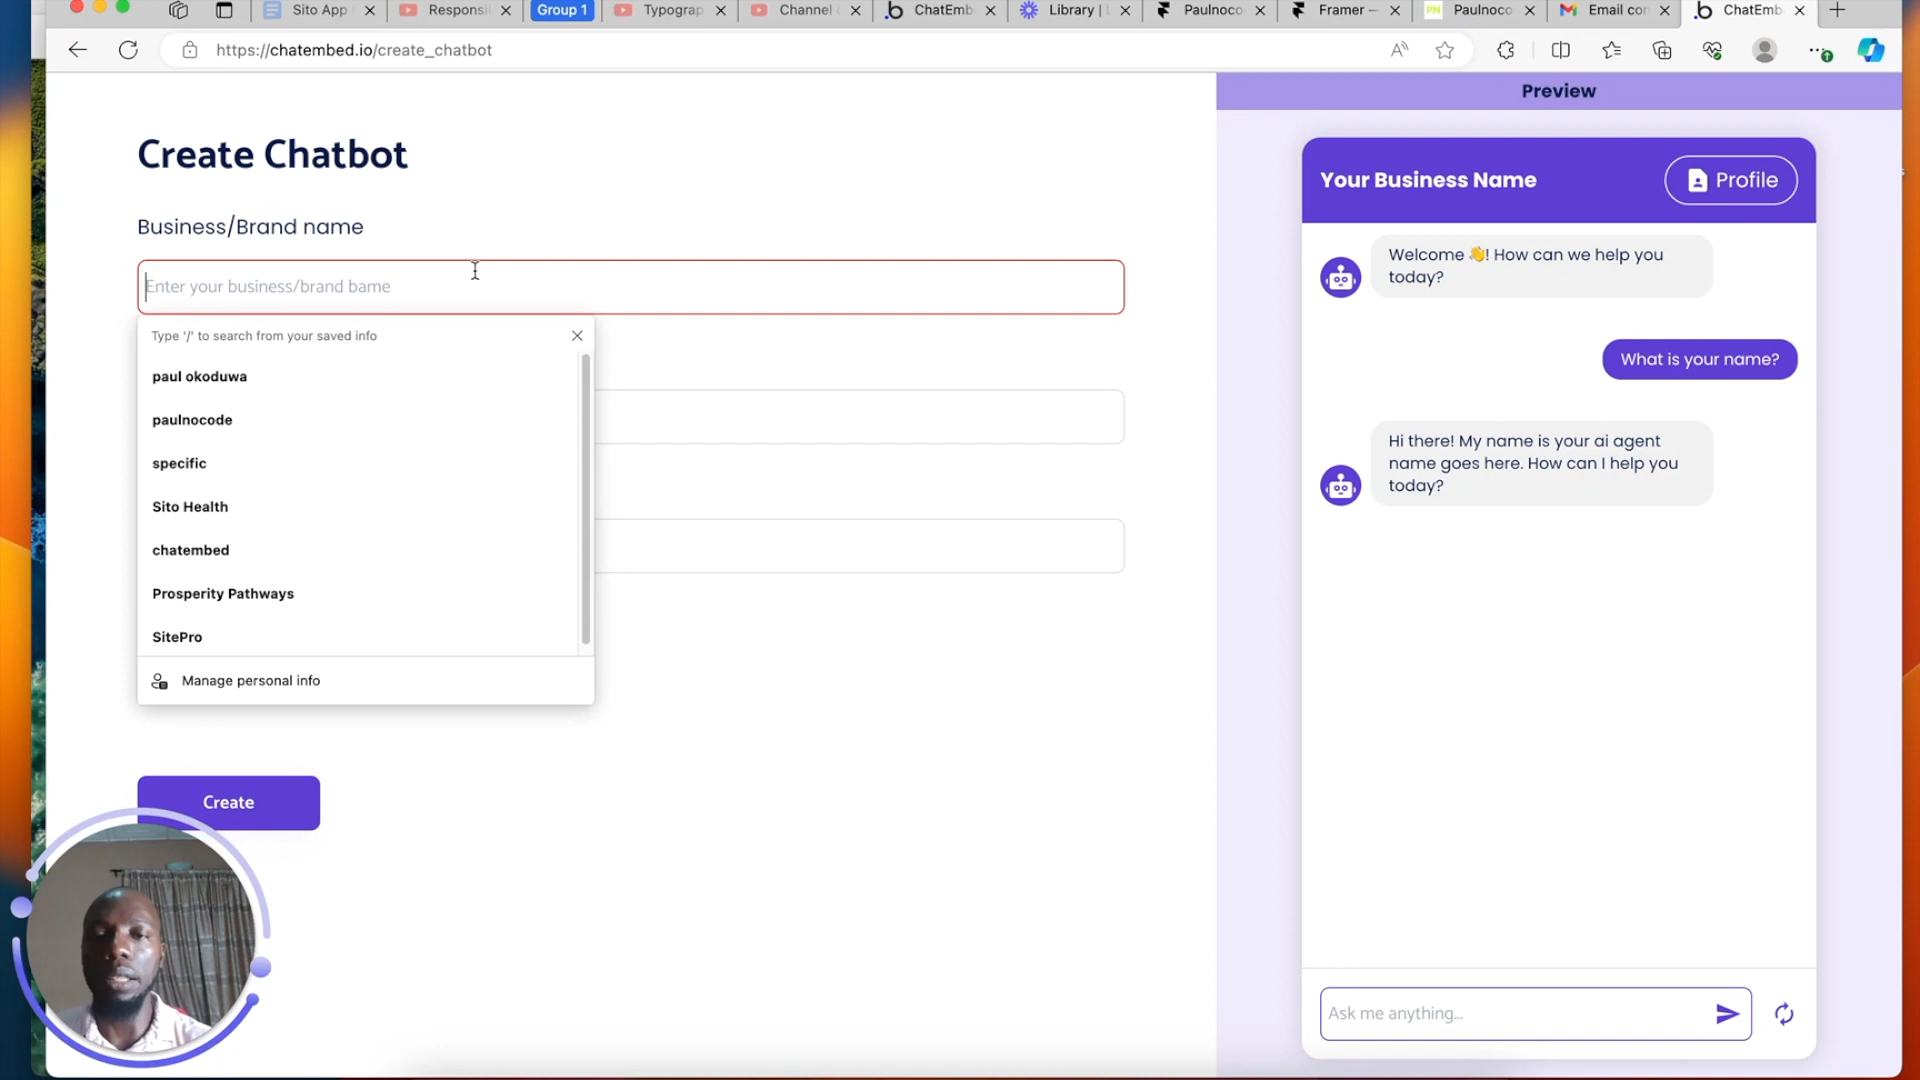 Sito App
Responsi
Group 1
Typograp
Channel
ChatEmb
Library |
Paulnoco
Framer –
PN
Paulnoco
Email con
ChatEmb
https://chatembed.io/create_chatbot
Create Chatbot
Business/Brand name
Enter your business/brand bame
Type '/' to search from your saved info
paul okoduwa
paulnocode
specific
Sito Health
chatembed
Prosperity Pathways
SitePro
Manage personal info
Create
Preview
Your Business Name
Profile
Welcome 👋! How can we help you
today?
What is your name?
Hi there! My name is your ai agent
name goes here. How can I help you
today?
Ask me anything...